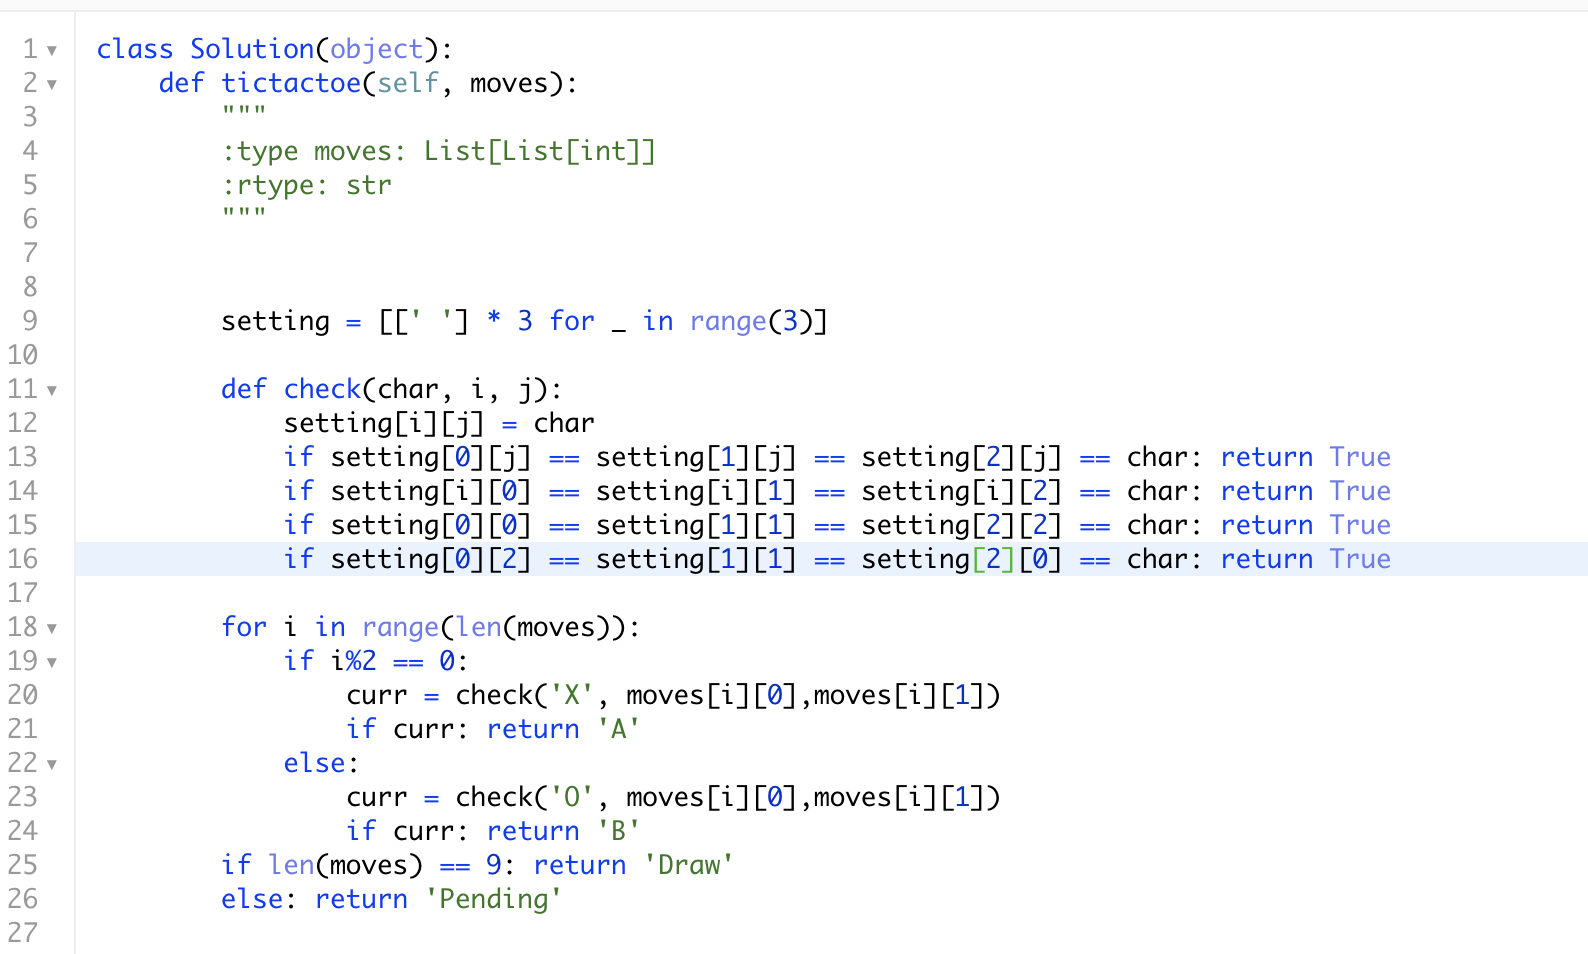 1 class Solution(object):
2     def tictactoe(self, moves):
3         """
4         :type moves: List[List[int]]
5         :rtype: str
6         """
7
8
9         setting = [[' '] * 3 for _ in range(3)]
10
11         def check(char, i, j):
12             setting[i][j] = char
13             if setting[0][j] == setting[1][j] == setting[2][j] == char: return True
14             if setting[i][0] == setting[i][1] == setting[i][2] == char: return True
15             if setting[0][0] == setting[1][1] == setting[2][2] == char: return True
16             if setting[0][2] == setting[1][1] == setting[2][0] == char: return True
17
18         for i in range(len(moves)):
19             if i%2 == 0:
20                 curr = check('X', moves[i][0],moves[i][1])
21                 if curr: return 'A'
22             else:
23                 curr = check('O', moves[i][0],moves[i][1])
24                 if curr: return 'B'
25         if len(moves) == 9: return 'Draw'
26         else: return 'Pending'
27